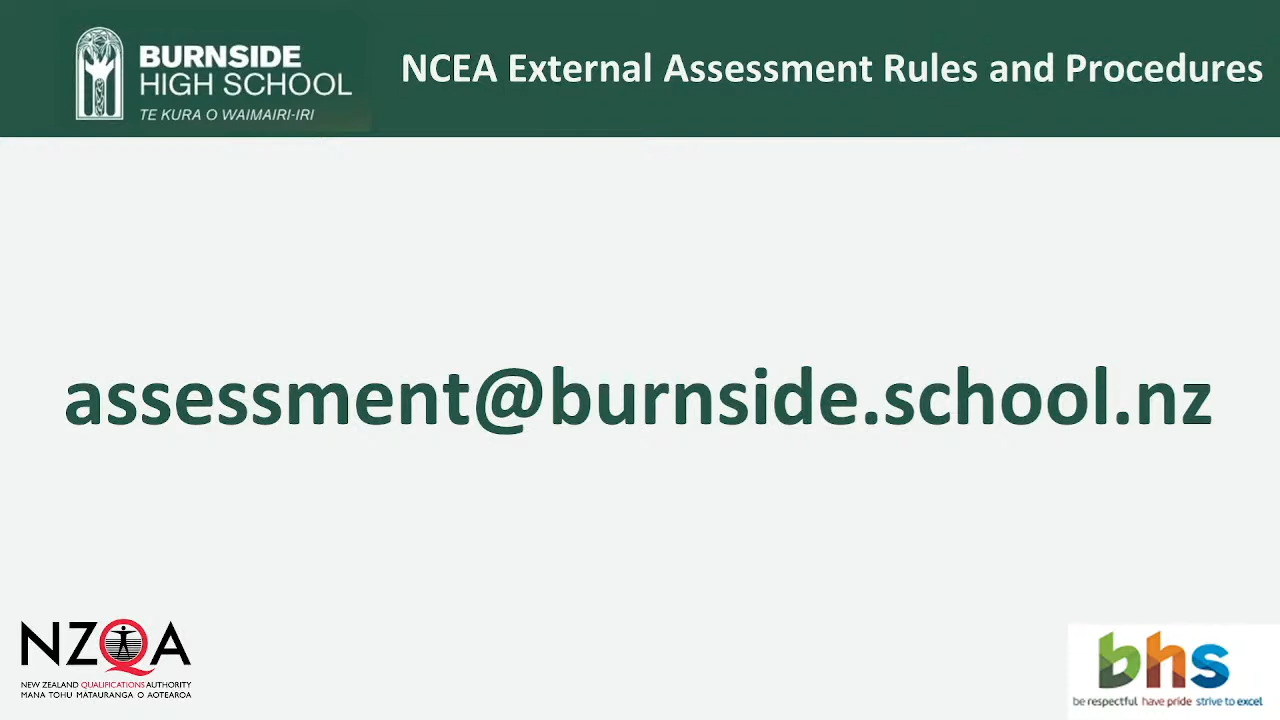 BURNSIDE
HIGH SCHOOL
TE KURA O WAIMAIRI-IRI
NCEA External Assessment Rules and Procedures
assessment@burnside.school.nz
NZQA
NEW ZEALAND QUALIFICATIONS AUTHORITY
MANA TOHU MĀTAURANGA O AOTEAROA
bhs
be respectful have pride strive to excel